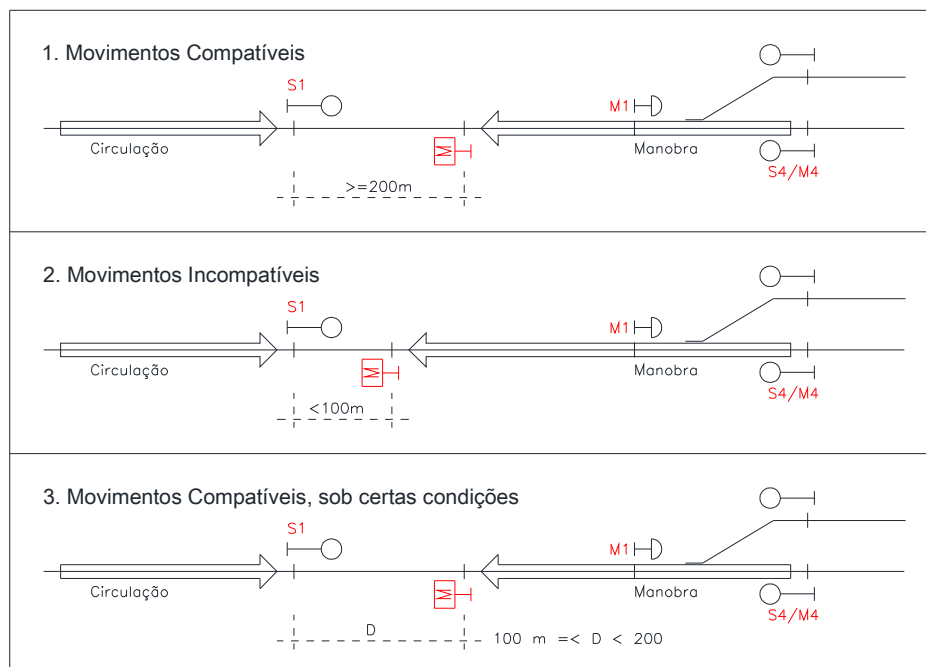 1. Movimentos Compatíveis
S1
M1
Circulação
M
Manobra
S4/M4
>=200m
2. Movimentos Incompatíveis
S1
M1
Circulação
M
Manobra
S4/M4
<100m
3. Movimentos Compatíveis, sob certas condições
S1
M1
Circulação
M
Manobra
S4/M4
D
100 m =< D < 200